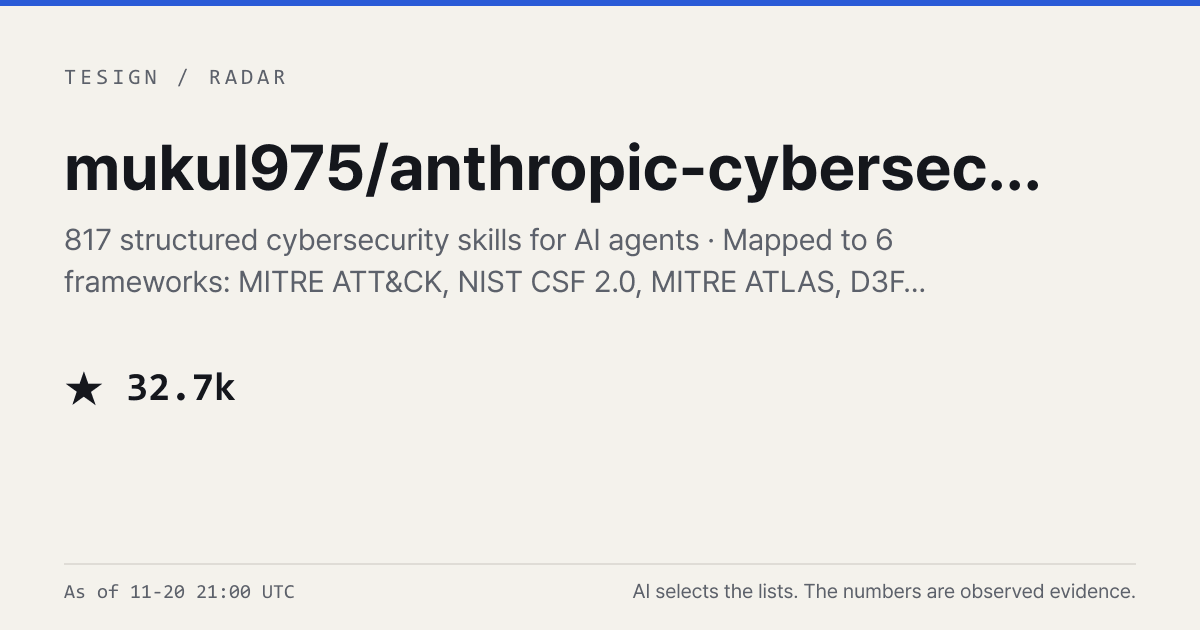 TESIGN / RADAR
mukul975/anthropic-cybersec...
817 structured cybersecurity skills for AI agents · Mapped to 6
frameworks: MITRE ATT&CK, NIST CSF 2.0, MITRE ATLAS, D3F...
★ 32.7k
As of 11-20 21:00 UTC
AI selects the lists. The numbers are observed evidence.